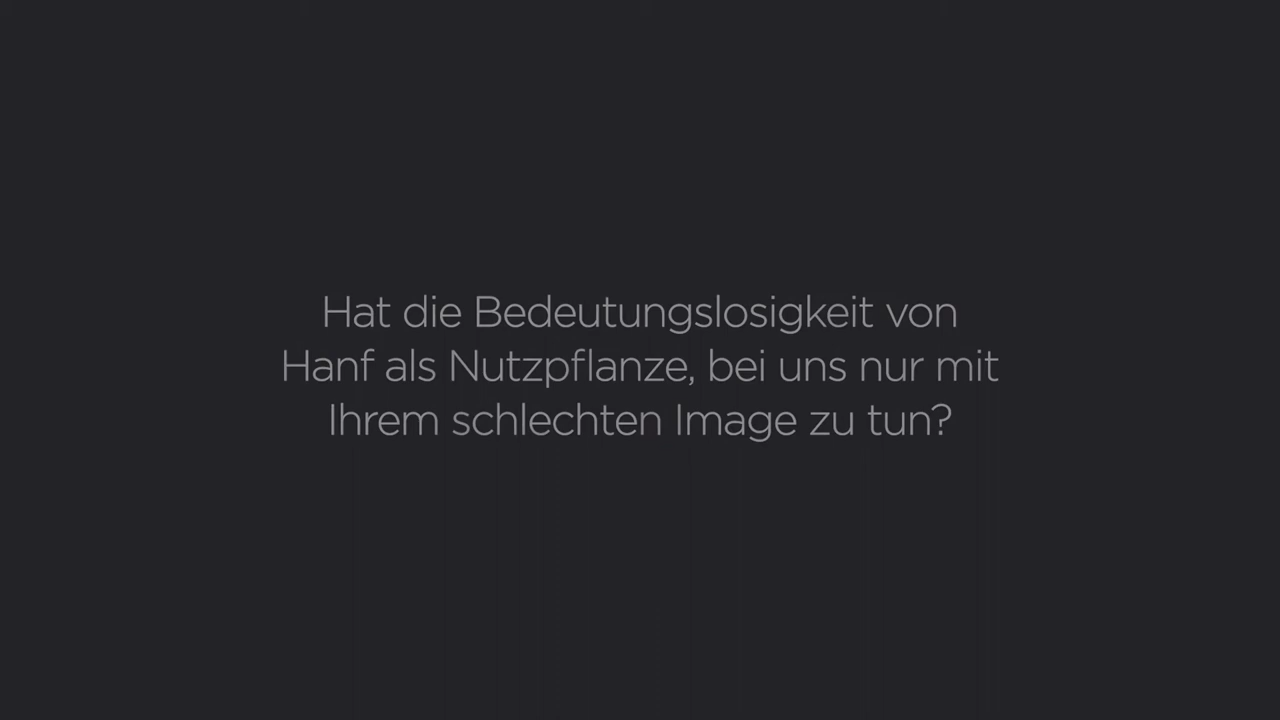 Hat die Bedeutungslosigkeit von
Hanf als Nutzpflanze, bei uns nur mit
Ihrem schlechten Image zu tun?